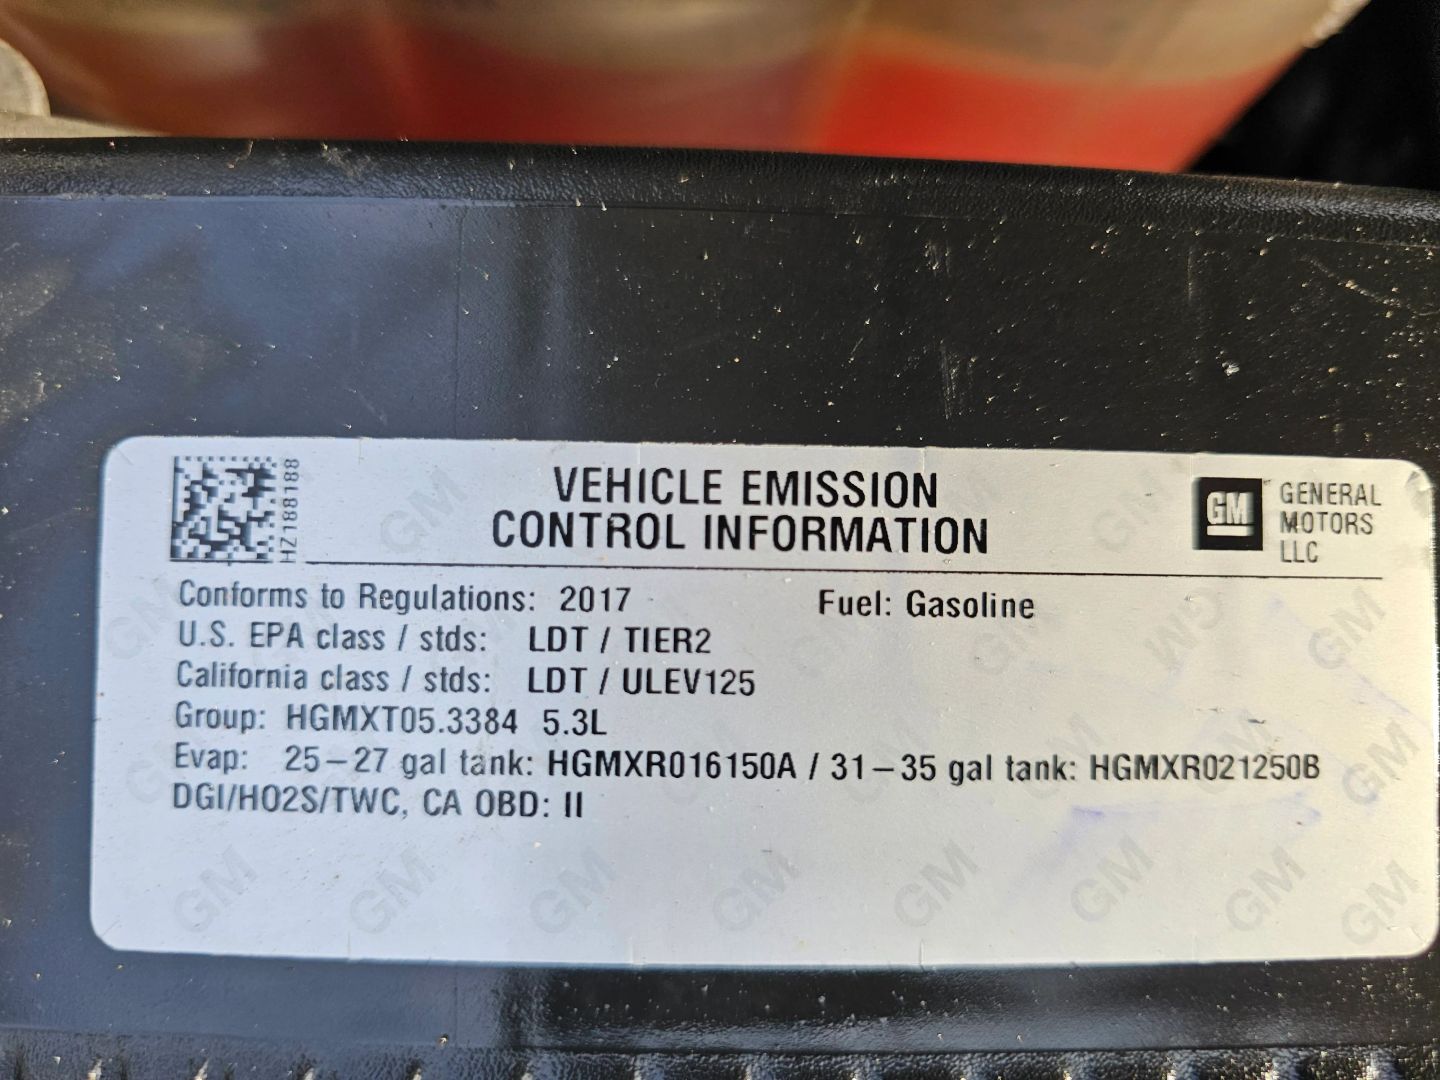 HZ188188
VEHICLE EMISSION
CONTROL INFORMATION
GM
GENERAL
MOTORS
LLC
Conforms to Regulations: 2017 Fuel: Gasoline
U.S. EPA class / stds: LDT / TIER2
California class / stds: LDT / ULEV125
Group: HGMXT05.3384 5.3L
Evap: 25–27 gal tank: HGMXR016150A / 31–35 gal tank: HGMXR021250B
DGI/HO2S/TWC, CA OBD: II